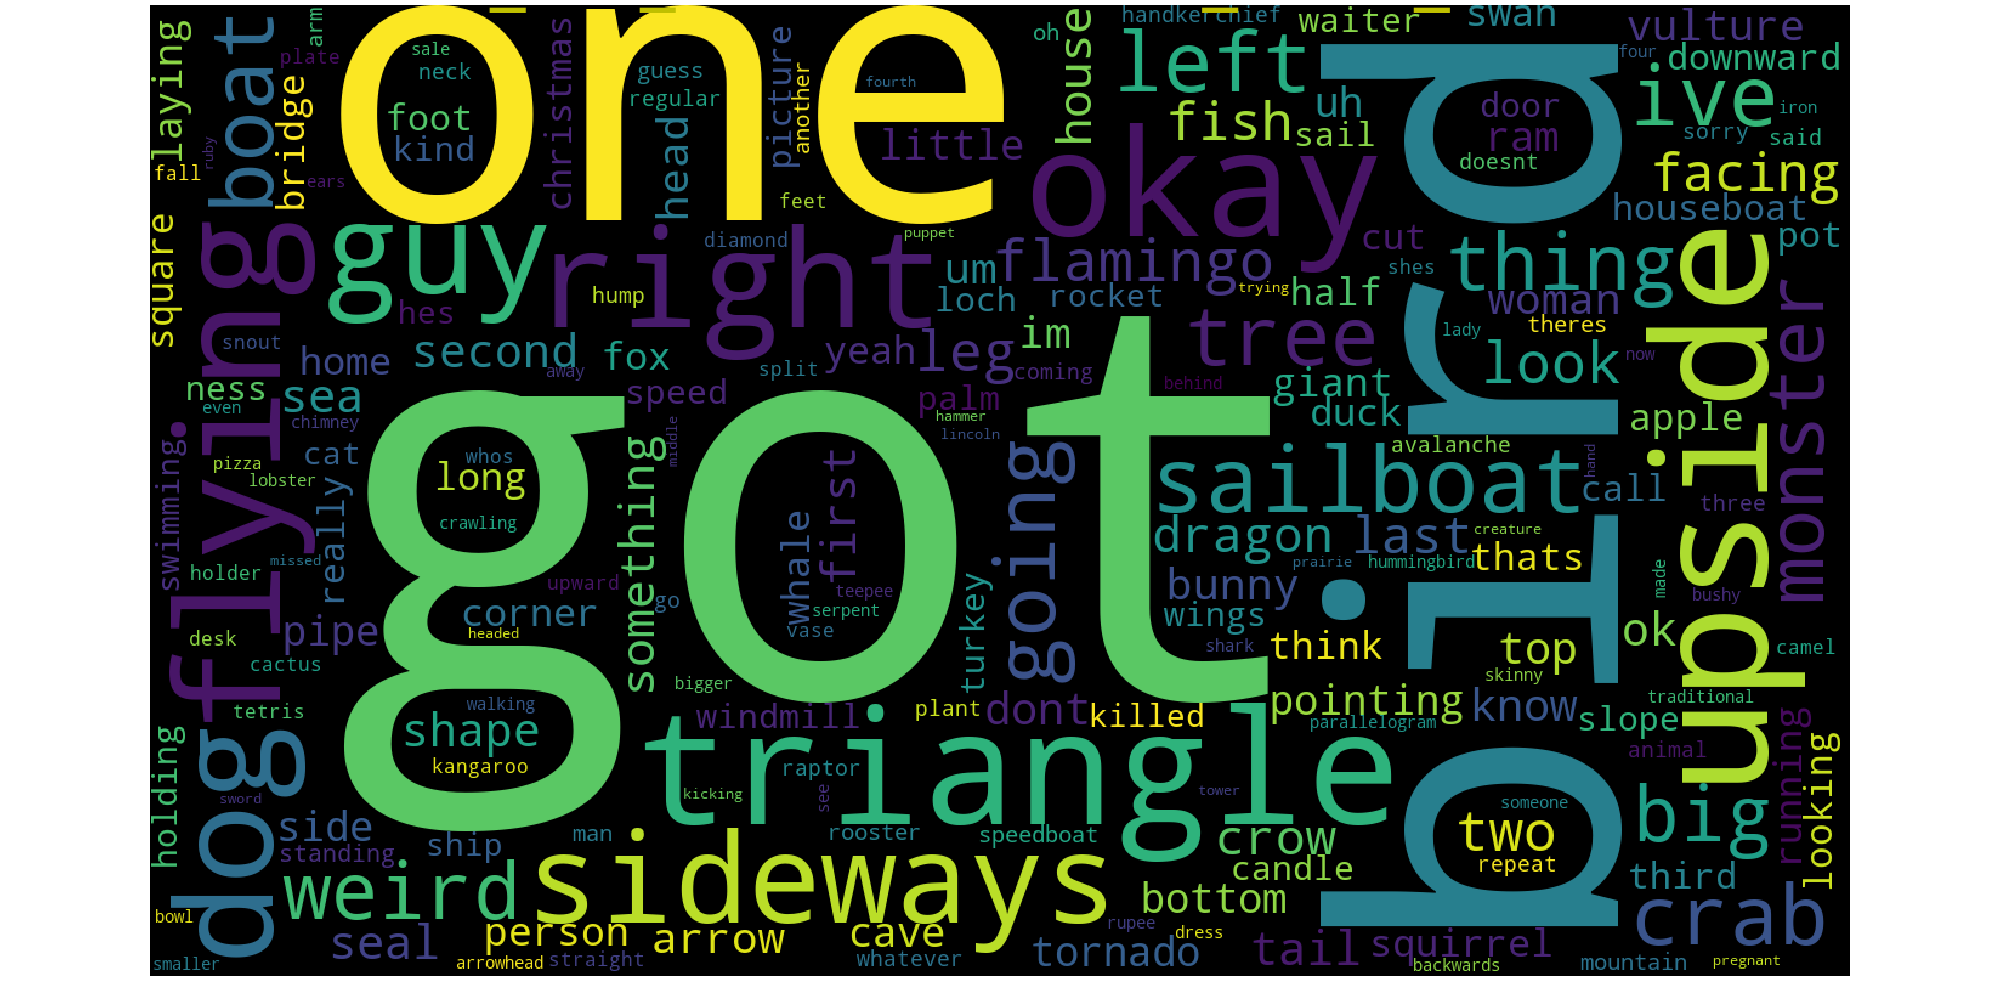 one
got
bird
okay
right
triangle
sideways
upside
flying
dog
guy
boat
sailboat
tree
thing
left
ive
monster
big
crab
weird
going
look
flamingo
laying
arm
sale
neck
plate
bridge
foot
kind
christmas
head
guess
regular
picture
another
fourth
little
oh
house
handkerchief
waiter
swan
vulture
four
downward
fish
sail
uh
door
ram
doesnt
sorry
iron
said
facing
houseboat
pot
fall
ruby
ears
feet
square
hes
hump
diamond
puppet
um
loch
rocket
cut
shes
half
trying
woman
theres
lady
now
snout
home
second
fox
away
speed
split
yeah
leg
im
coming
palm
behind
giant
duck
apple
ness
sea
even
chimney
hammer
lincoln
avalanche
hand
call
three
swimming
cat
pizza
lobster
really
whos
long
crawling
something
middle
first
whale
dragon
last
creature
thats
prairie
hummingbird
made
bushy
holder
missed
upward
go
teepee
serpent
vase
turkey
bunny
wings
shark
think
top
skinny
ok
camel
desk
pipe
corner
headed
cactus
bigger
pointing
know
slope
traditional
parallelogram
tetris
walking
shape
kangaroo
windmill
plant
dont
killed
animal
running
looking
holding
sword
raptor
kicking
see
tower
someone
two
repeat
side
standing
ship
man
rooster
speedboat
crow
candle
bottom
third
bowl
seal
person
arrow
cave
rupee
dress
tornado
tail
squirrel
smaller
arrowhead
straight
whatever
backwards
mountain
pregnant